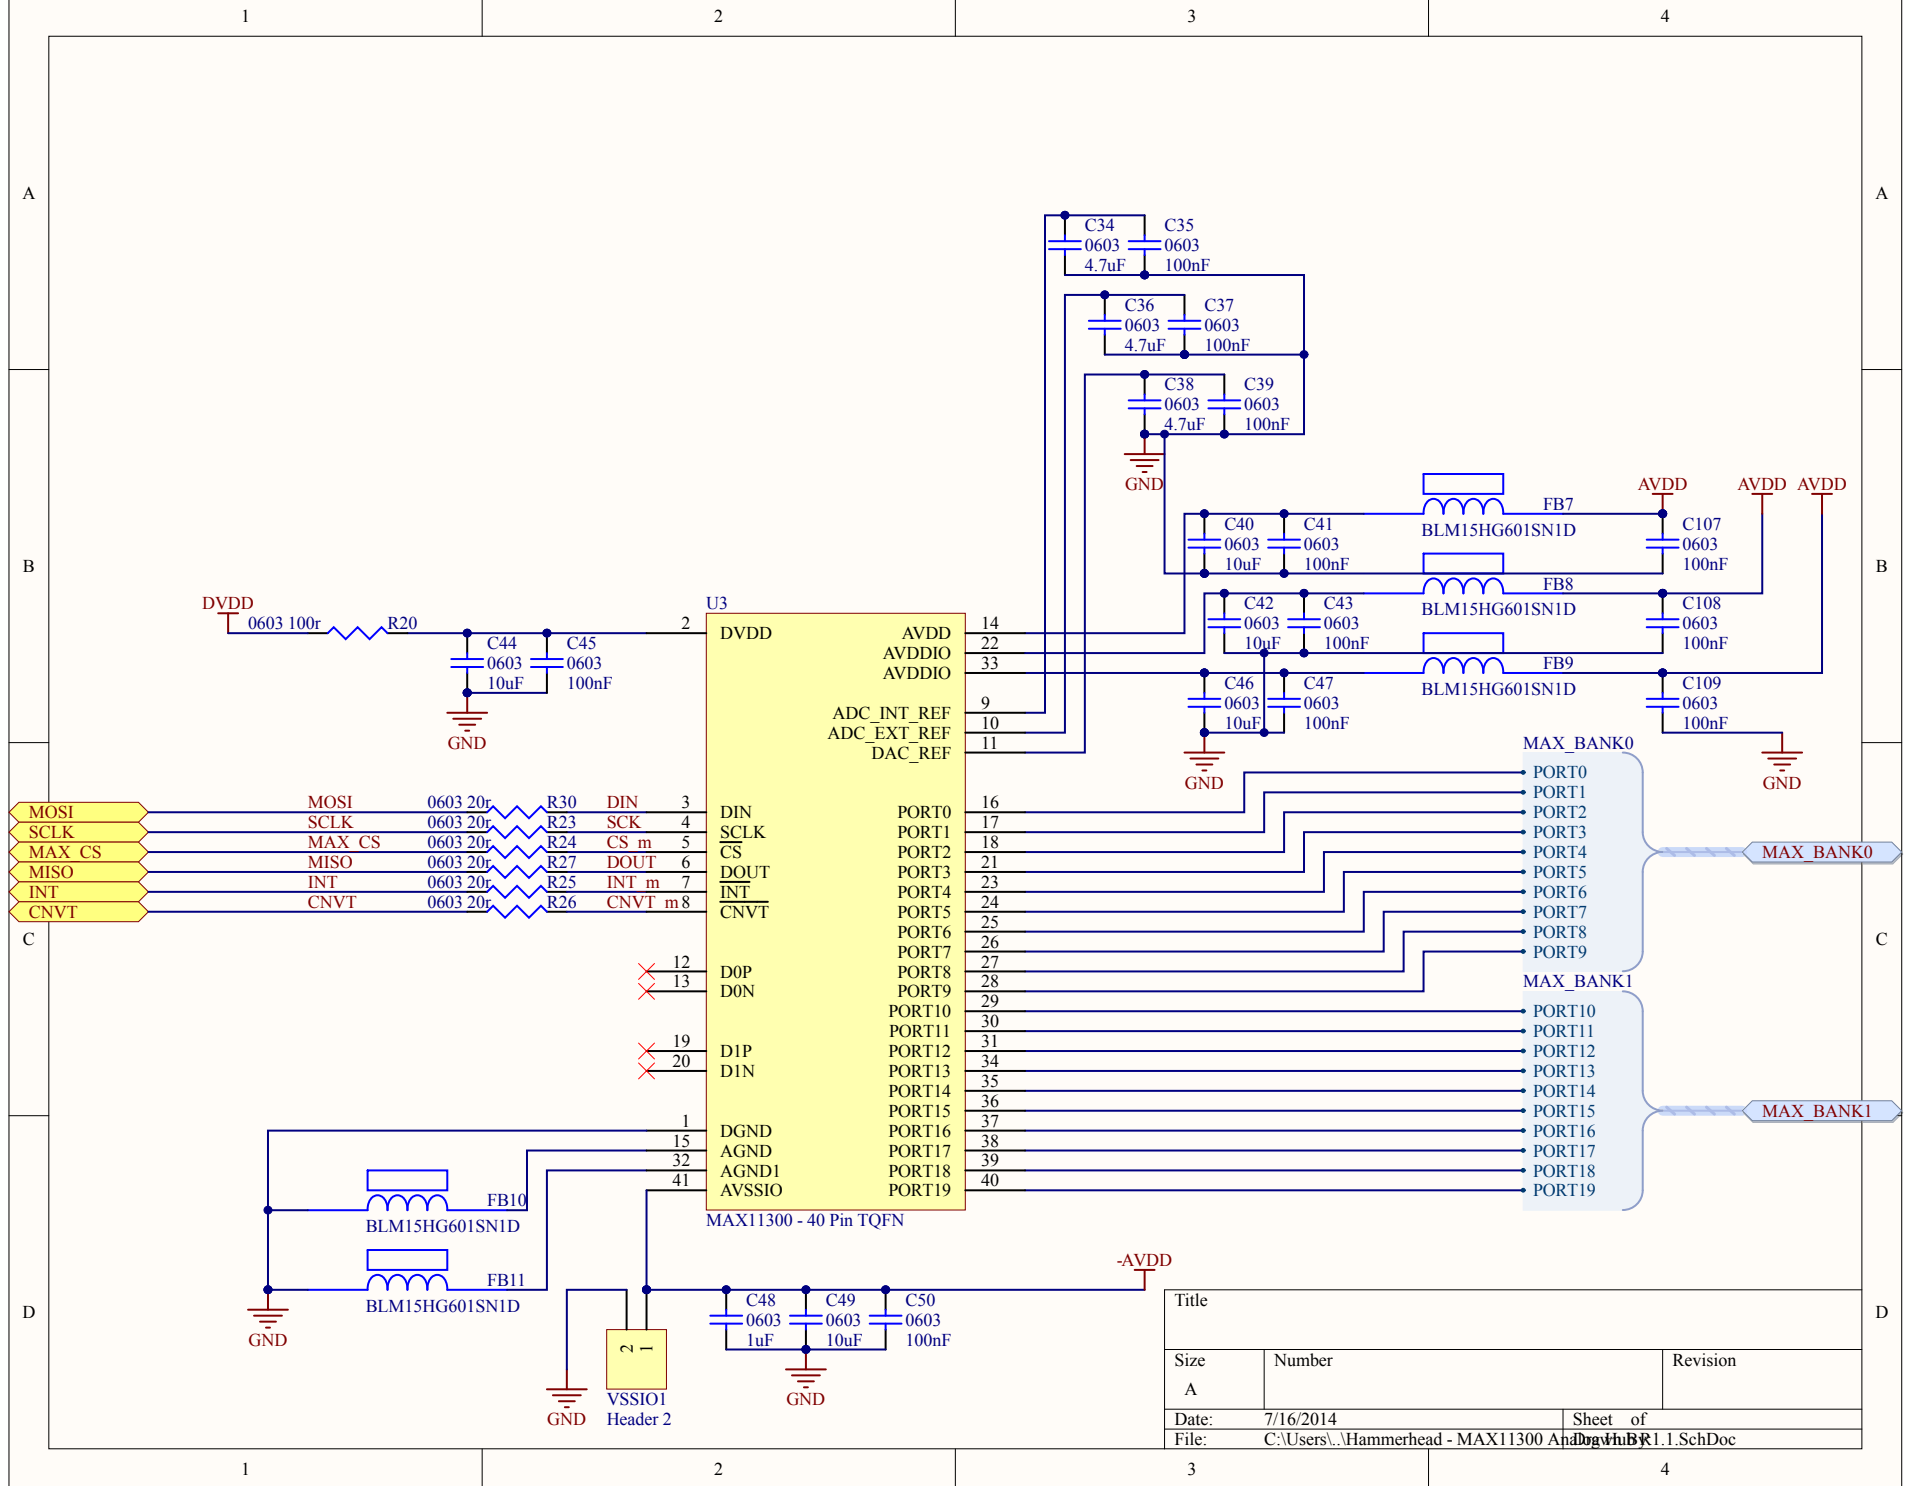 1 2 3 4
A A
C34 C35
0603 0603
4.7uF 100nF
C36 C37
0603 0603
4.7uF 100nF
C38 C39
0603 0603
4.7uF 100nF
GND
AVDD AVDD AVDD
FB7
BLM15HG601SN1D
C40 C41 C107
0603 0603 0603
10uF 100nF 100nF
B B
FB8
BLM15HG601SN1D
C42 C43 C108
0603 0603 0603
10uF 100nF 100nF
FB9
BLM15HG601SN1D
C46 C47 C109
0603 0603 0603
10uF 100nF 100nF
GND GND
DVDD
0603 100r R20
C44 C45
0603 0603
10uF 100nF
GND
U3
2 DVDD AVDD 14
AVDDIO 22
AVDDIO 33
ADC_INT_REF 9
ADC_EXT_REF 10
DAC_REF 11
MOSI MOSI 0603 20r R30 DIN 3 DIN
SCLK SCLK 0603 20r R23 SCK 4 SCLK
MAX_CS MAX_CS 0603 20r R24 CS_m 5 CS
MISO MISO 0603 20r R27 DOUT 6 DOUT
INT INT 0603 20r R25 INT_m 7 INT
CNVT CNVT 0603 20r R26 CNVT_m 8 CNVT
C C
12 D0P
13 D0N
19 D1P
20 D1N
1 DGND
15 AGND
32 AGND1
41 AVSSIO
PORT0 16
PORT1 17
PORT2 18
PORT3 21
PORT4 23
PORT5 24
PORT6 25
PORT7 26
PORT8 27
PORT9 28
PORT10 29
PORT11 30
PORT12 31
PORT13 34
PORT14 35
PORT15 36
PORT16 37
PORT17 38
PORT18 39
PORT19 40
MAX11300 - 40 Pin TQFN
MAX_BANK0
PORT0
PORT1
PORT2
PORT3
PORT4
PORT5
PORT6
PORT7
PORT8
PORT9
MAX_BANK0
MAX_BANK1
PORT10
PORT11
PORT12
PORT13
PORT14
PORT15
PORT16
PORT17
PORT18
PORT19
MAX_BANK1
FB10
BLM15HG601SN1D
FB11
BLM15HG601SN1D
GND
D D
-AVDD
C48 C49 C50
0603 0603 0603
1uF 10uF 100nF
GND
2 1
VSSIO1
Header 2
GND
Title
Size Number Revision
A
Date: 7/16/2014 Sheet of
File: C:\Users\..\Hammerhead - MAX11300 Analog Hub R1.1.SchDoc Drawn By:
1 2 3 4